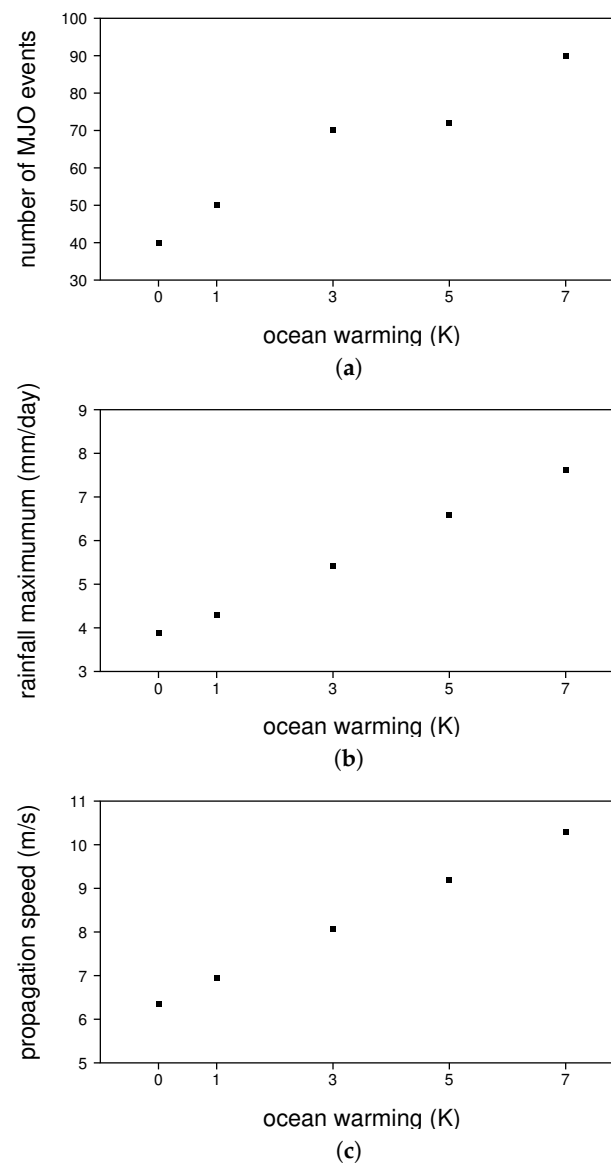 100
90
80
70
60
50
40
30
number of MJO events
0 1 3 5 7
ocean warming (K)
(a)
9
8
7
6
5
4
3
rainfall maximumum (mm/day)
0 1 3 5 7
ocean warming (K)
(b)
11
10
9
8
7
6
5
propagation speed (m/s)
0 1 3 5 7
ocean warming (K)
(c)